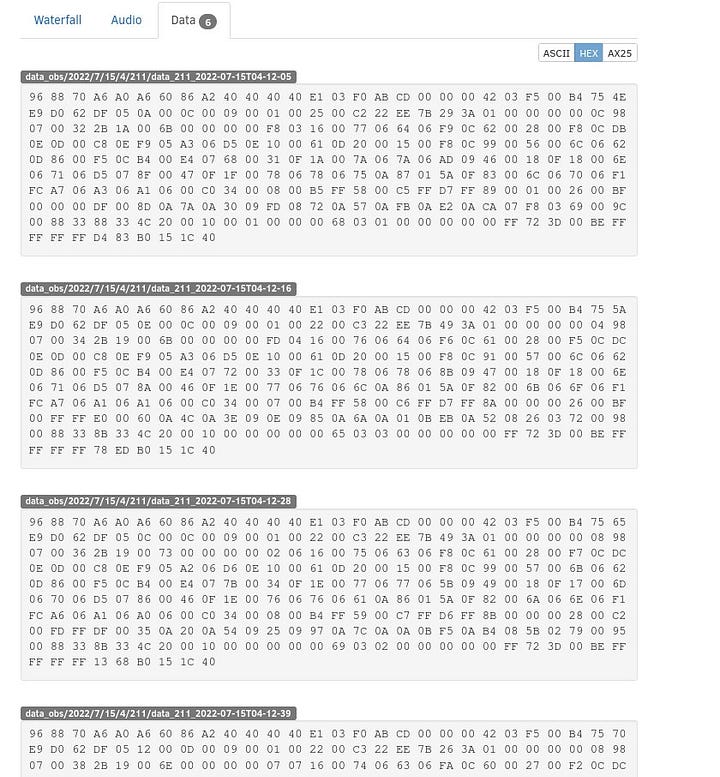 Waterfall
Audio
Data 6
ASCII HEX AX25
data_obs/2022/7/15/4/211/data_211_2022-07-15T04-12-05
96 88 70 A6 A0 A6 60 86 A2 40 40 40 40 E1 03 F0 AB CD 00 00 00 42 03 F5 00 B4 75 4E
E9 D0 62 DF 05 0A 00 0C 00 09 00 01 00 25 00 C2 22 EE 7B 29 3A 01 00 00 00 00 0C 98
07 00 32 2B 1A 00 6B 00 00 00 00 F8 03 16 00 77 06 64 06 F9 0C 62 00 28 00 F8 0C DB
0E 0D 00 C8 0E F9 05 A3 06 D5 0E 10 00 61 0D 20 00 15 00 F8 0C 99 00 56 00 6C 06 62
0D 86 00 F5 0C B4 00 E4 07 68 00 31 0F 1A 00 7A 06 7A 06 AD 09 46 00 18 0F 18 00 6E
06 71 06 D5 07 8F 00 47 0F 1F 00 78 06 78 06 75 0A 87 01 5A 0F 83 00 6C 06 70 06 F1
FC A7 06 A3 06 A1 06 00 C0 34 00 08 00 B5 FF 58 00 C5 FF D7 FF 89 00 01 00 26 00 BF
00 00 00 DF 00 8D 0A 7A 0A 30 09 FD 08 72 0A 57 0A FB 0A E2 0A CA 07 F8 03 69 00 9C
00 88 33 88 33 4C 20 00 10 00 01 00 00 00 68 03 01 00 00 00 00 00 FF 72 3D 00 BE FF
FF FF FF D4 83 B0 15 1C 40
data_obs/2022/7/15/4/211/data_211_2022-07-15T04-12-16
96 88 70 A6 A0 A6 60 86 A2 40 40 40 40 E1 03 F0 AB CD 00 00 00 42 03 F5 00 B4 75 5A
E9 D0 62 DF 05 0E 00 0C 00 09 00 01 00 22 00 C3 22 EE 7B 49 3A 01 00 00 00 00 04 98
07 00 34 2B 19 00 6B 00 00 00 00 FD 04 16 00 76 06 64 06 F6 0C 61 00 28 00 F5 0C DC
0E 0D 00 C8 0E F9 05 A3 06 D5 0E 10 00 61 0D 20 00 15 00 F8 0C 91 00 57 00 6C 06 62
0D 86 00 F5 0C B4 00 E4 07 72 00 33 0F 1C 00 78 06 78 06 8B 09 47 00 18 0F 18 00 6E
06 71 06 D5 07 8A 00 46 0F 1E 00 77 06 76 06 6C 0A 86 01 5A 0F 82 00 6B 06 6F 06 F1
FC A7 06 A1 06 A1 06 00 C0 34 00 07 00 B4 FF 58 00 C6 FF D7 FF 8A 00 00 00 26 00 BF
00 FF FF E0 00 60 0A 4C 0A 3E 09 0E 09 85 0A 6A 0A 01 0B EB 0A 52 08 26 03 72 00 98
00 88 33 8B 33 4C 20 00 10 00 00 00 00 00 65 03 03 00 00 00 00 00 FF 72 3D 00 BE FF
FF FF FF 78 ED B0 15 1C 40
data_obs/2022/7/15/4/211/data_211_2022-07-15T04-12-28
96 88 70 A6 A0 A6 60 86 A2 40 40 40 40 E1 03 F0 AB CD 00 00 00 42 03 F5 00 B4 75 65
E9 D0 62 DF 05 0C 00 0C 00 09 00 01 00 22 00 C3 22 EE 7B 49 3A 01 00 00 00 00 08 98
07 00 36 2B 19 00 73 00 00 00 00 02 06 16 00 75 06 63 06 F8 0C 61 00 28 00 F7 0C DC
0E 0D 00 C8 0E F9 05 A2 06 D6 0E 10 00 61 0D 20 00 15 00 F8 0C 99 00 57 00 6B 06 62
0D 86 00 F5 0C B4 00 E4 07 7B 00 34 0F 1E 00 77 06 77 06 5B 09 49 00 18 0F 17 00 6D
06 70 06 D5 07 86 00 46 0F 1E 00 76 06 76 06 61 0A 86 01 5A 0F 82 00 6A 06 6E 06 F1
FC A6 06 A1 06 A0 06 00 C0 34 00 08 00 B4 FF 59 00 C7 FF D6 FF 8B 00 00 00 28 00 C2
00 FD FF DF 00 35 0A 20 0A 54 09 25 09 97 0A 7C 0A 0A 0B F5 0A B4 08 5B 02 79 00 95
00 88 33 8B 33 4C 20 00 10 00 00 00 00 00 69 03 02 00 00 00 00 00 FF 72 3D 00 BE FF
FF FF FF 13 68 B0 15 1C 40
data_obs/2022/7/15/4/211/data_211_2022-07-15T04-12-39
96 88 70 A6 A0 A6 60 86 A2 40 40 40 40 E1 03 F0 AB CD 00 00 00 42 03 F5 00 B4 75 70
E9 D0 62 DF 05 12 00 0D 00 09 00 01 00 22 00 C3 22 EE 7B 26 3A 01 00 00 00 00 08 98
07 00 38 2B 19 00 6E 00 00 00 00 07 07 16 00 74 06 63 06 FA 0C 60 00 27 00 F2 0C DC